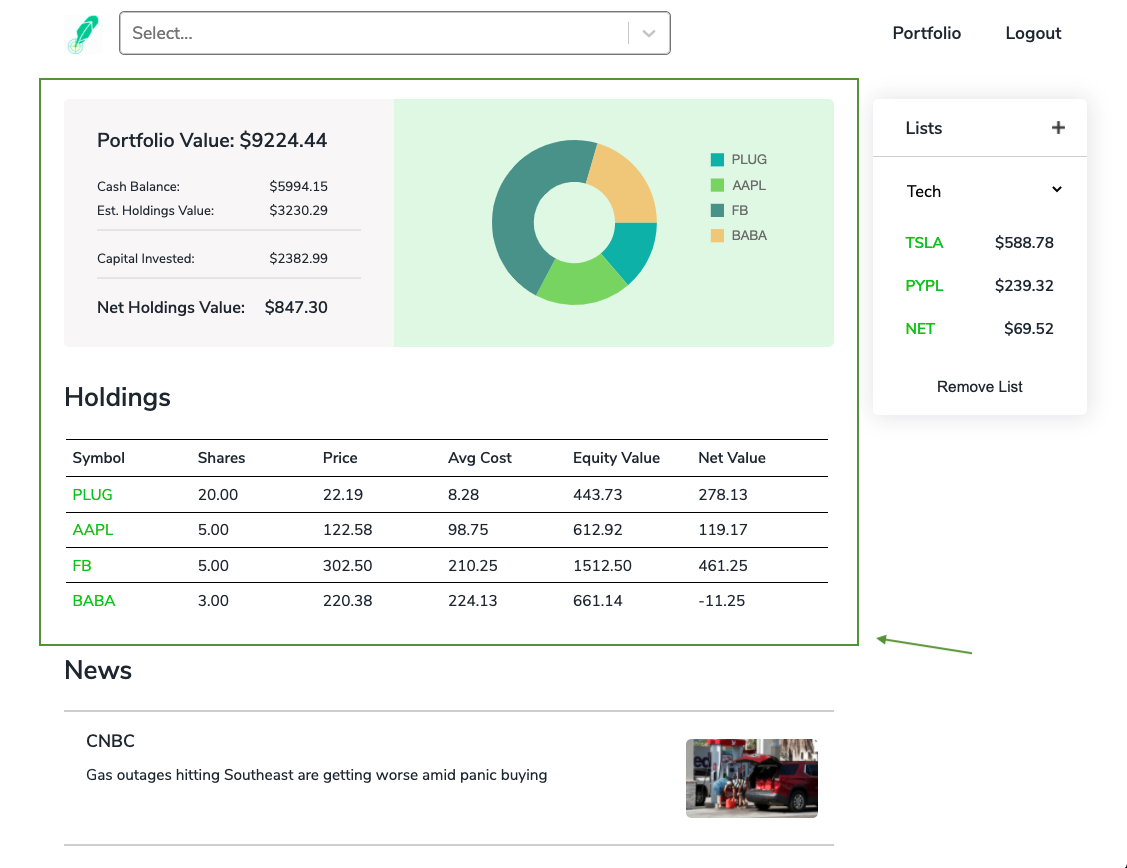 Select...
Portfolio Logout
Portfolio Value: $9224.44
Cash Balance: $5994.15
Est. Holdings Value: $3230.29
Capital Invested: $2382.99
Net Holdings Value: $847.30
PLUG
AAPL
FB
BABA
Lists +
Tech
TSLA $588.78
PYPL $239.32
NET $69.52
Remove List
Holdings
Symbol Shares Price Avg Cost Equity Value Net Value
PLUG 20.00 22.19 8.28 443.73 278.13
AAPL 5.00 122.58 98.75 612.92 119.17
FB 5.00 302.50 210.25 1512.50 461.25
BABA 3.00 220.38 224.13 661.14 -11.25
News
CNBC
Gas outages hitting Southeast are getting worse amid panic buying